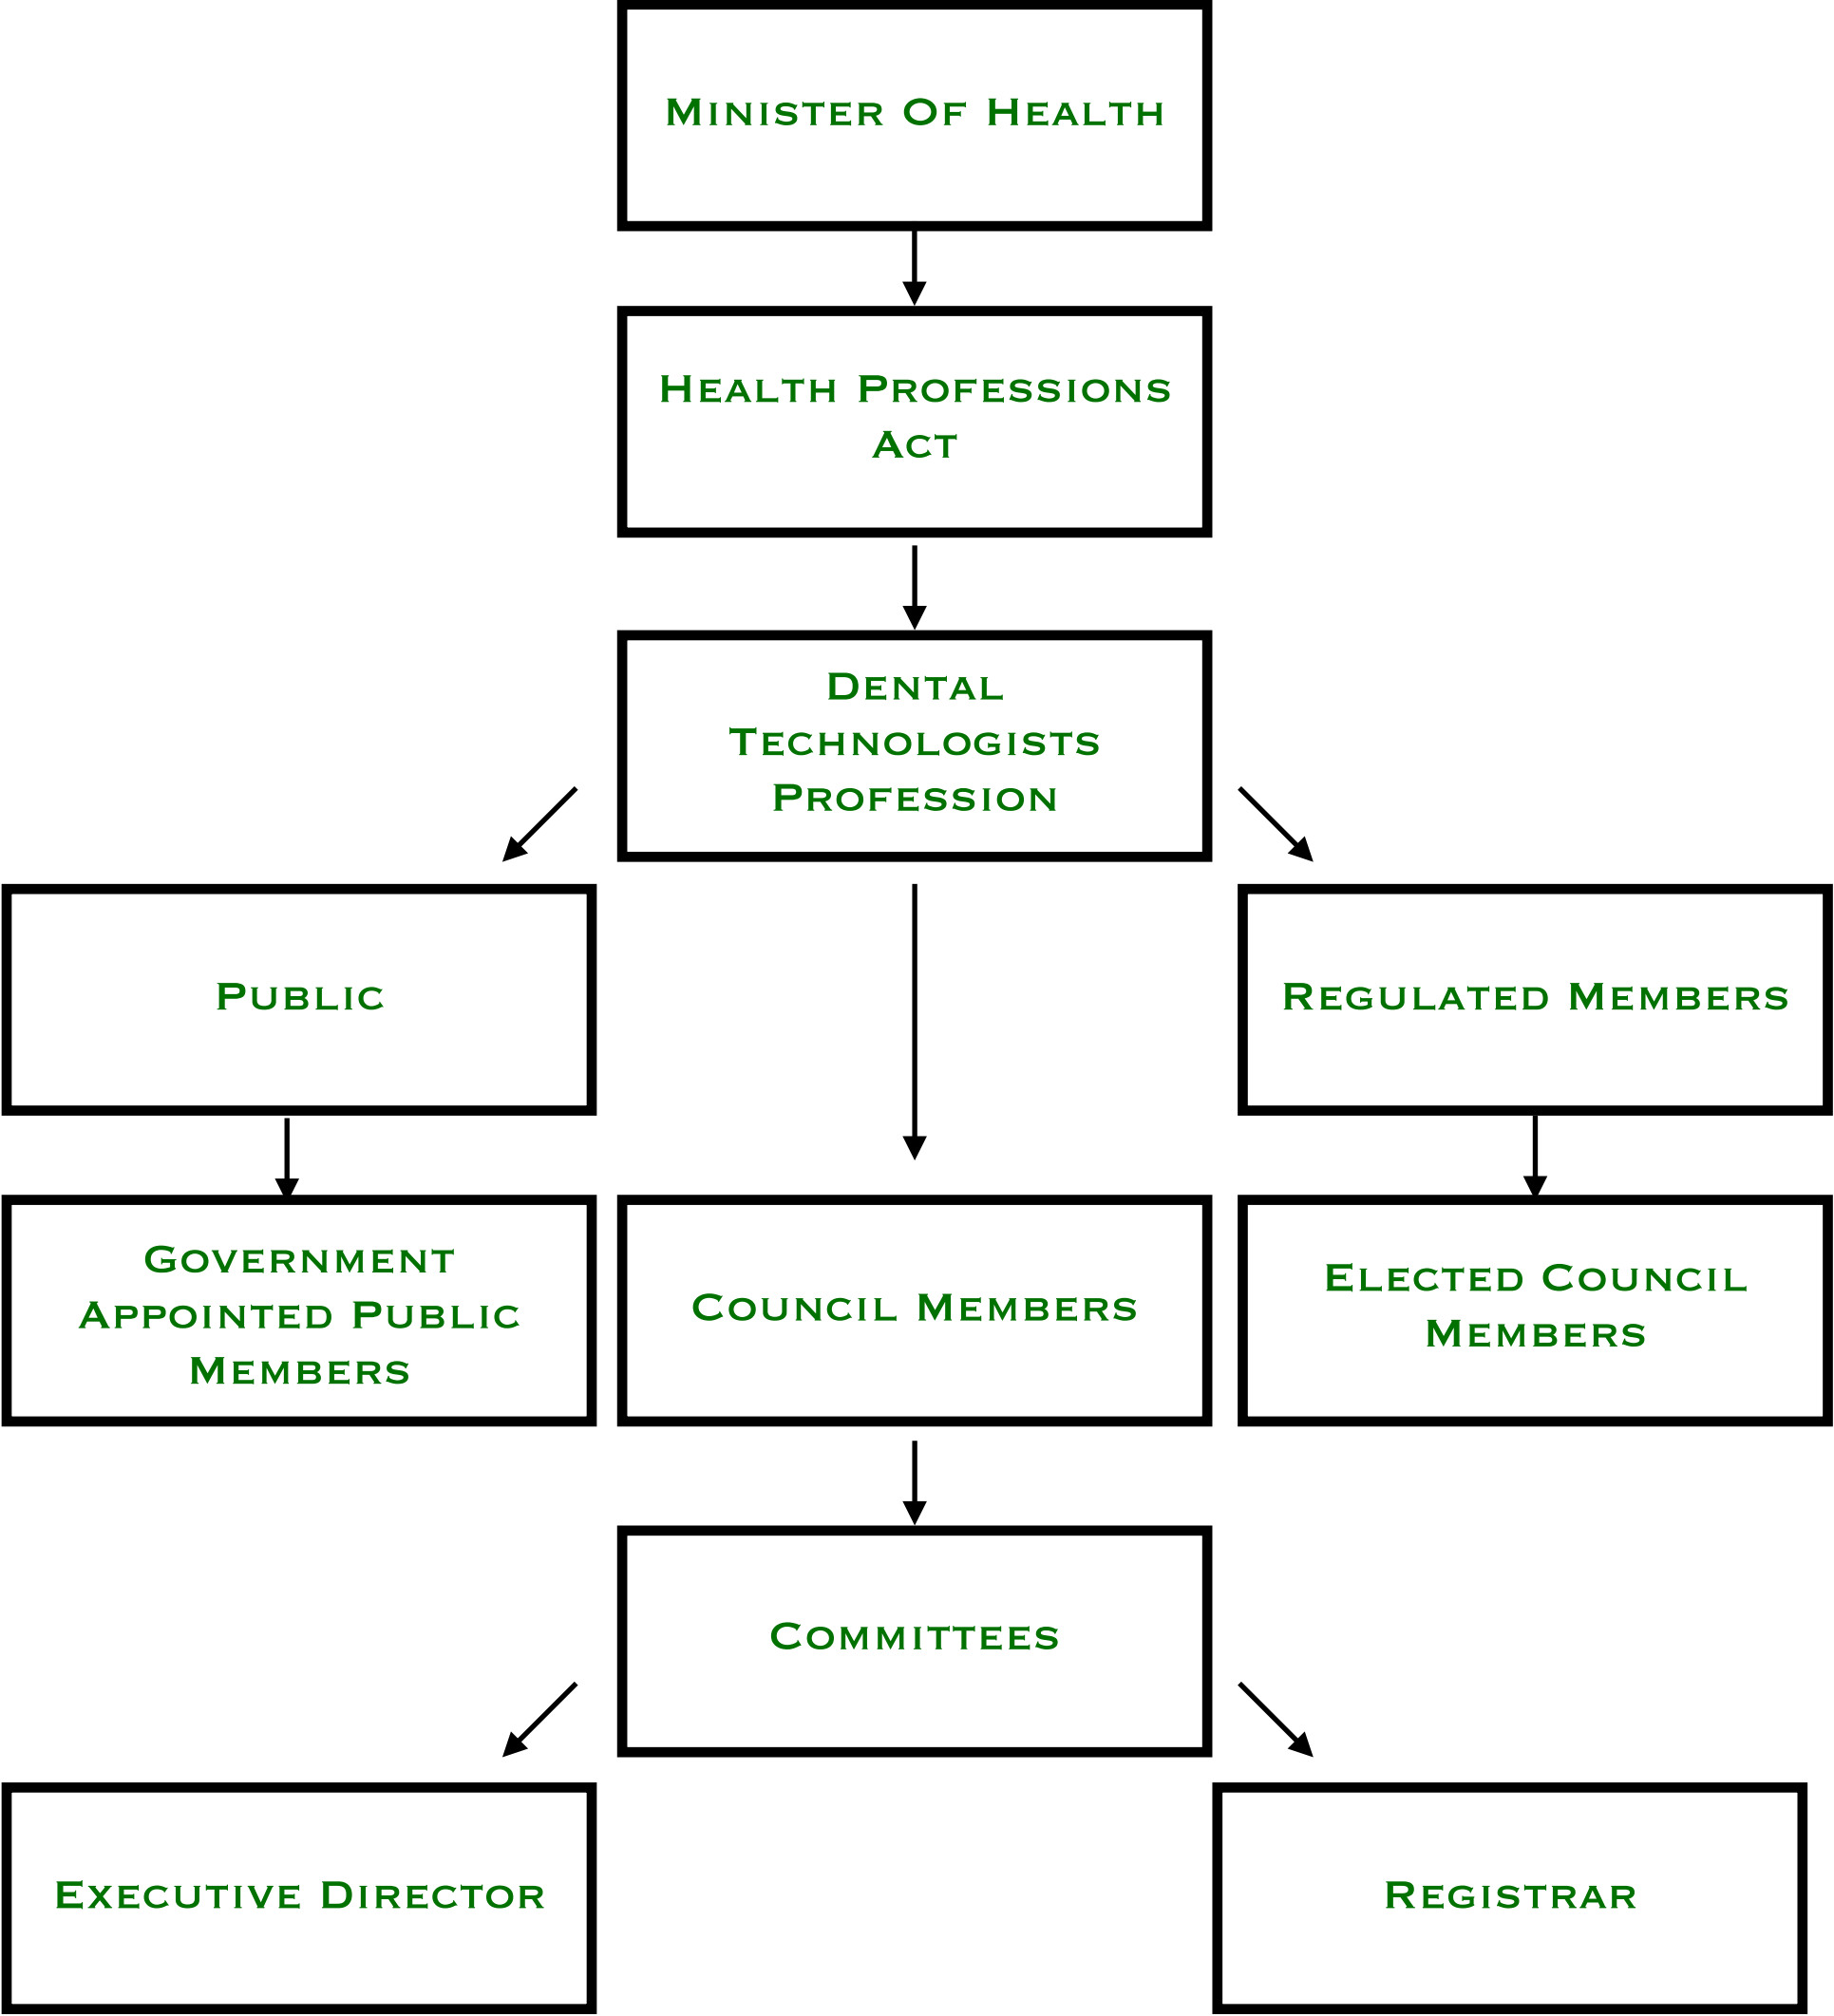 Minister Of Health
Health Professions
Act
Dental
Technologists
Profession
Public
Regulated Members
Government
Appointed Public
Members
Council Members
Elected Council
Members
Committees
Executive Director
Registrar